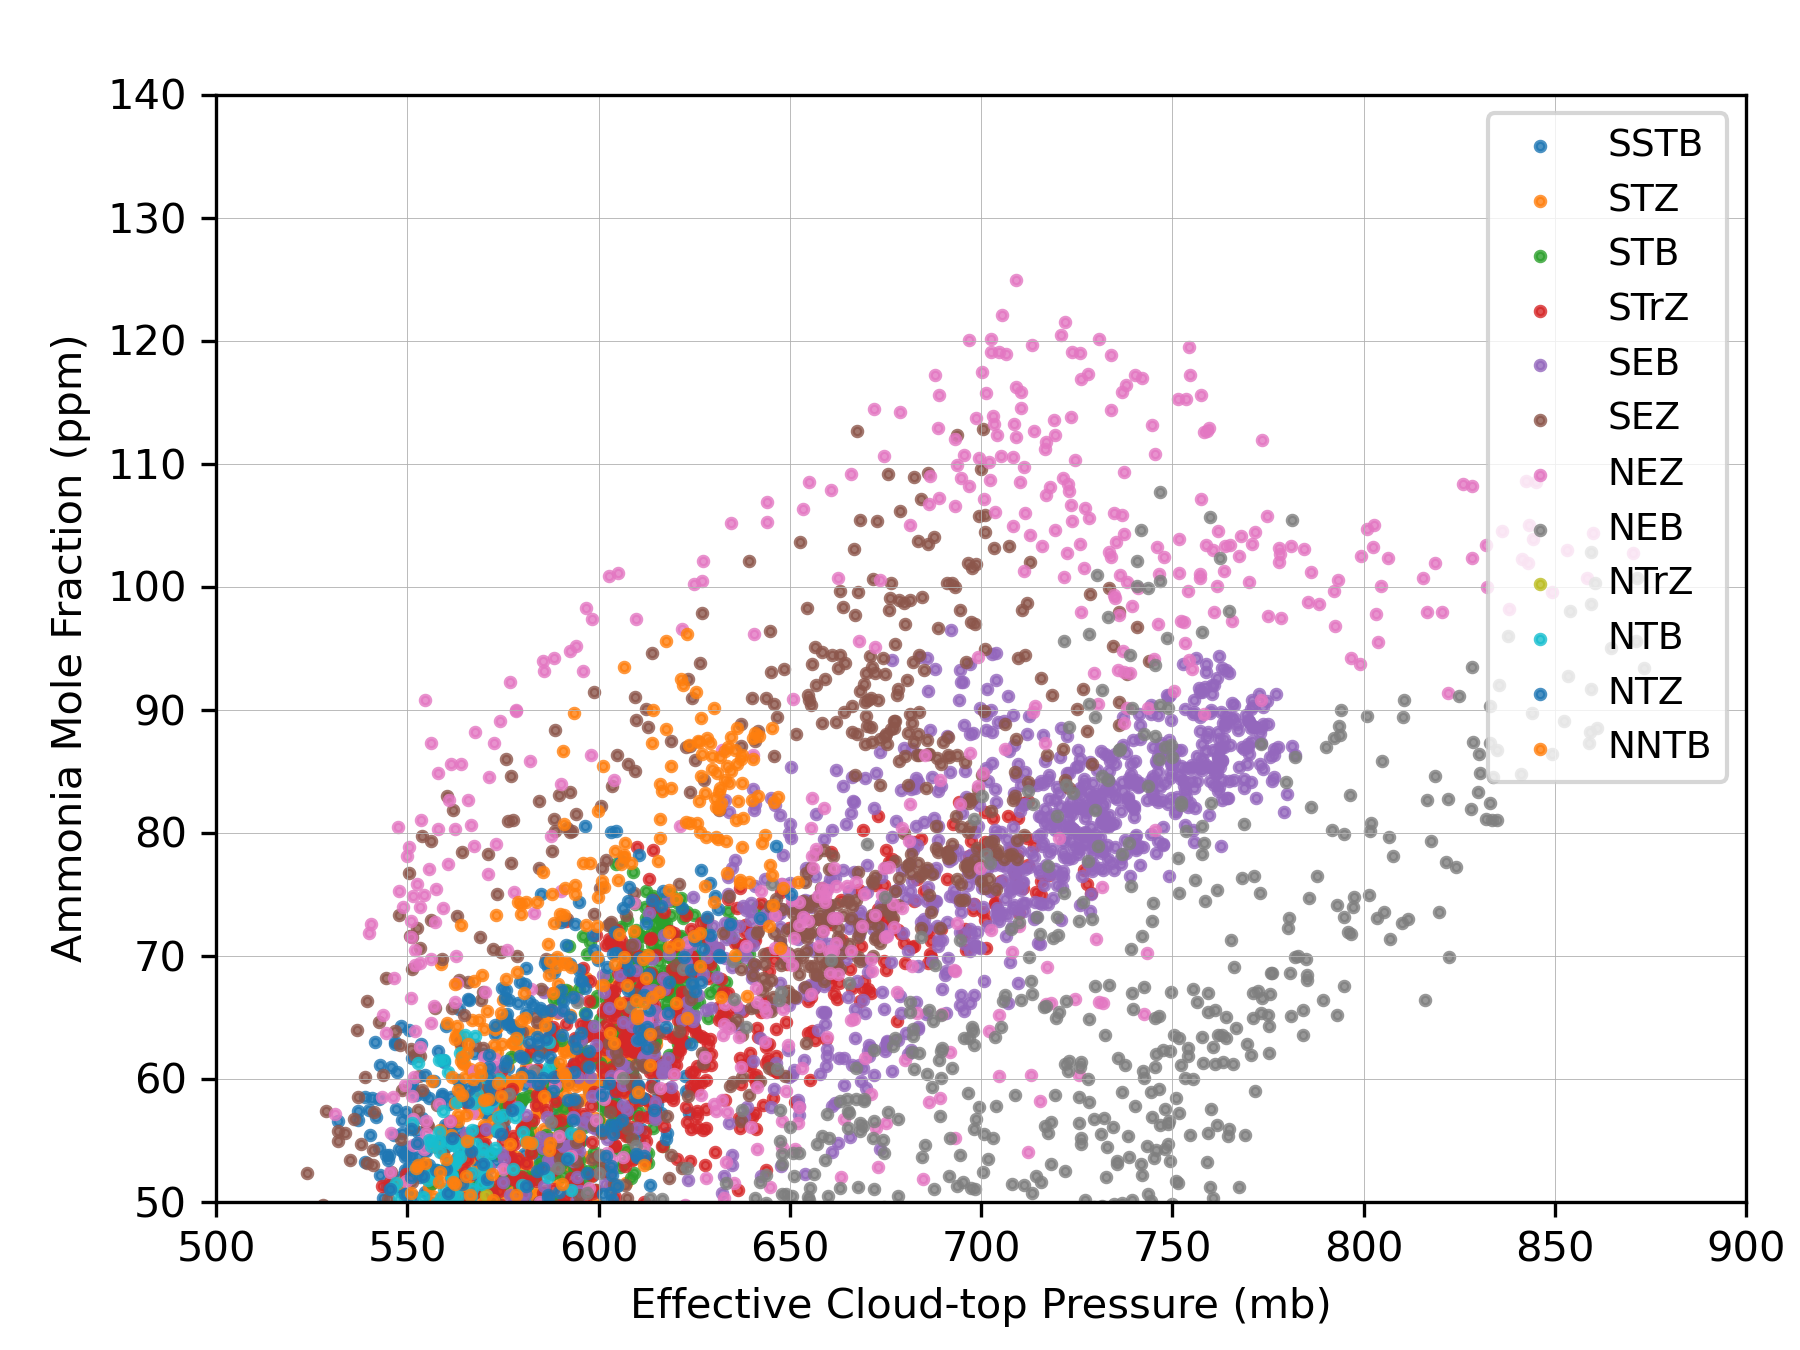 140
130
120
110
100
90
80
70
60
50
500 550 600 650 700 750 800 850 900
Ammonia Mole Fraction (ppm)
Effective Cloud-top Pressure (mb)
SSTB
STZ
STB
STrZ
SEB
SEZ
NEZ
NEB
NTrZ
NTB
NTZ
NNTB